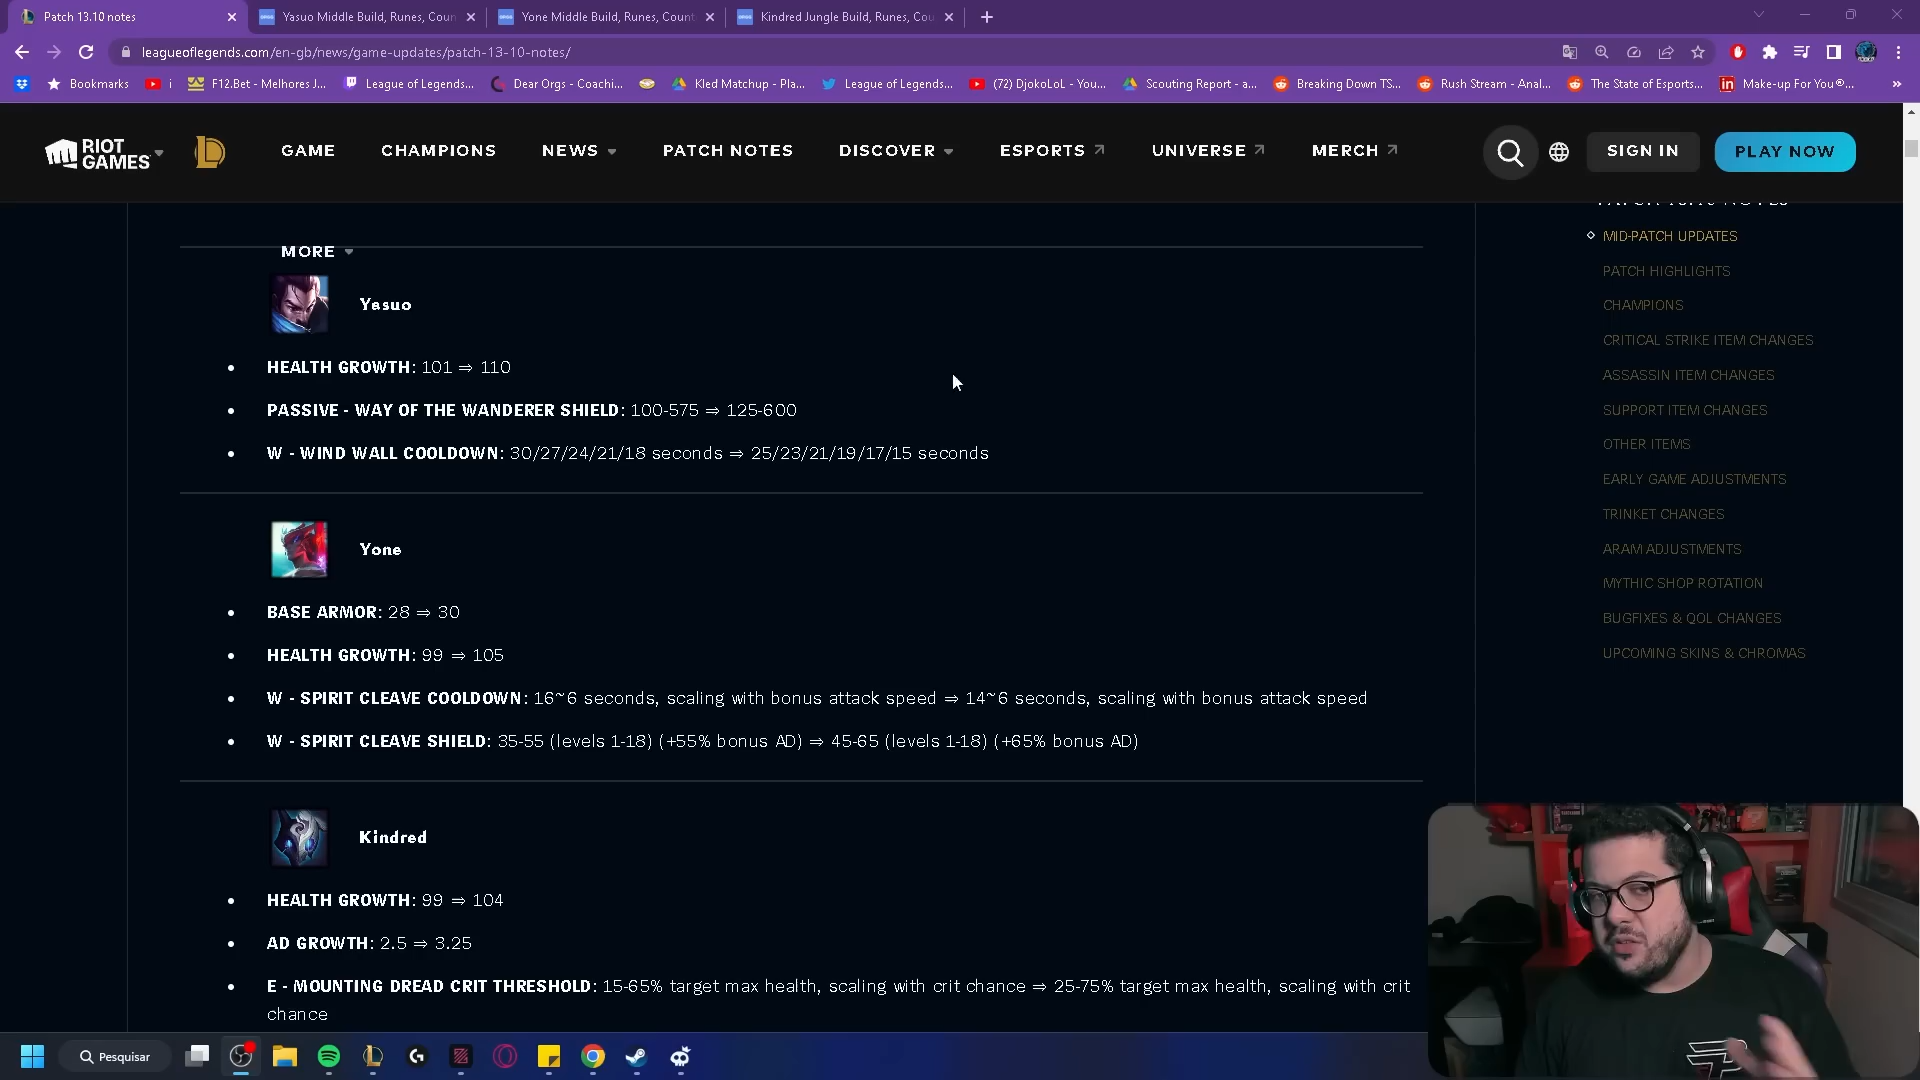 Patch 13.10 notes
Yasuo Middle Build, Runes, Coun
Yone Middle Build, Runes, Count
Kindred Jungle Build, Runes, Cou
leagueoflegends.com/en-gb/news/game-updates/patch-13-10-notes/
Bookmarks
i
F12.Bet - Melhores J...
League of Legends...
Dear Orgs - Coachi...
Kled Matchup - Pla...
League of Legends...
(72) DjokoLoL - You...
Scouting Report - a...
Breaking Down TS...
Rush Stream - Anal...
The State of Esports...
Make-up For You®...
RIOT GAMES
GAME
CHAMPIONS
NEWS
PATCH NOTES
DISCOVER
ESPORTS
UNIVERSE
MERCH
SIGN IN
PLAY NOW
MORE
Yasuo
• HEALTH GROWTH: 101 ⇒ 110
• PASSIVE - WAY OF THE WANDERER SHIELD: 100-575 ⇒ 125-600
• W - WIND WALL COOLDOWN: 30/27/24/21/18 seconds ⇒ 25/23/21/19/17/15 seconds
Yone
• BASE ARMOR: 28 ⇒ 30
• HEALTH GROWTH: 99 ⇒ 105
• W - SPIRIT CLEAVE COOLDOWN: 16~6 seconds, scaling with bonus attack speed ⇒ 14~6 seconds, scaling with bonus attack speed
• W - SPIRIT CLEAVE SHIELD: 35-55 (levels 1-18) (+55% bonus AD) ⇒ 45-65 (levels 1-18) (+65% bonus AD)
Kindred
• HEALTH GROWTH: 99 ⇒ 104
• AD GROWTH: 2.5 ⇒ 3.25
• E - MOUNTING DREAD CRIT THRESHOLD: 15-65% target max health, scaling with crit chance ⇒ 25-75% target max health, scaling with crit
chance
PATCH 13.10 NOTES
MID-PATCH UPDATES
PATCH HIGHLIGHTS
CHAMPIONS
CRITICAL STRIKE ITEM CHANGES
ASSASSIN ITEM CHANGES
SUPPORT ITEM CHANGES
OTHER ITEMS
EARLY GAME ADJUSTMENTS
TRINKET CHANGES
ARAM ADJUSTMENTS
MYTHIC SHOP ROTATION
BUGFIXES & QOL CHANGES
UPCOMING SKINS & CHROMAS
Pesquisar